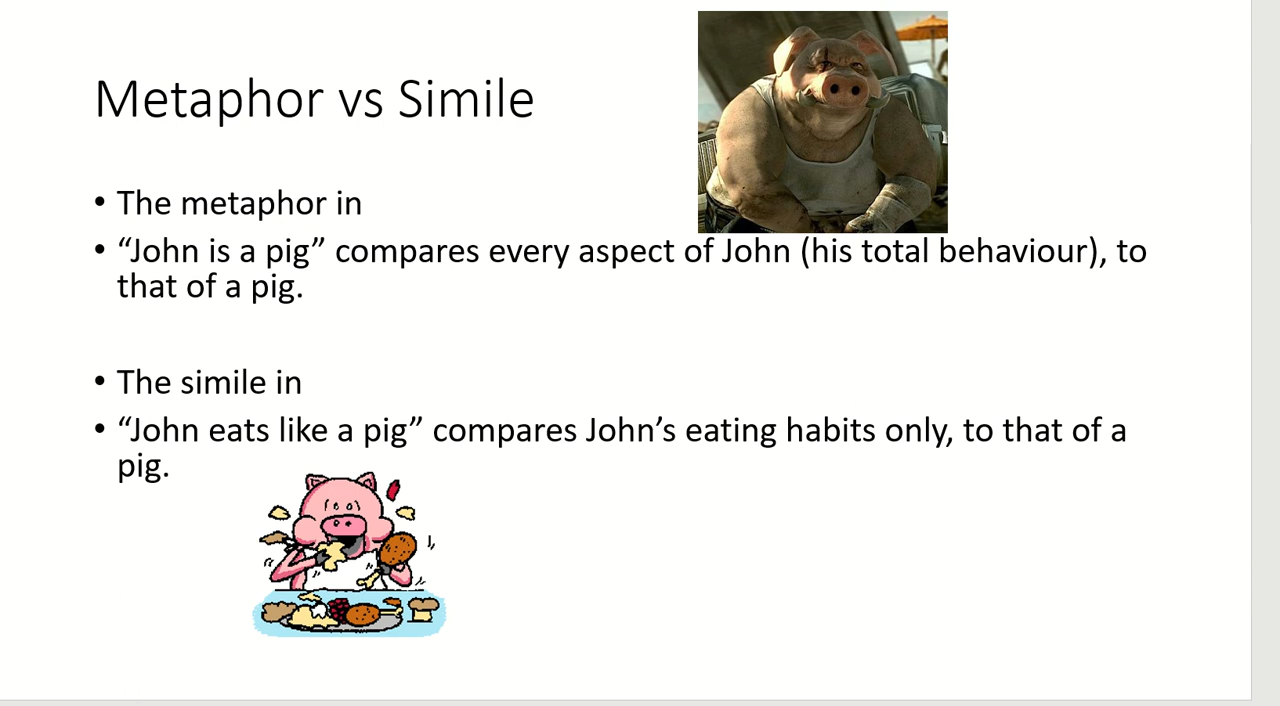 Metaphor vs Simile
• The metaphor in
• “John is a pig” compares every aspect of John (his total behaviour), to
that of a pig.
• The simile in
• “John eats like a pig” compares John’s eating habits only, to that of a
pig.